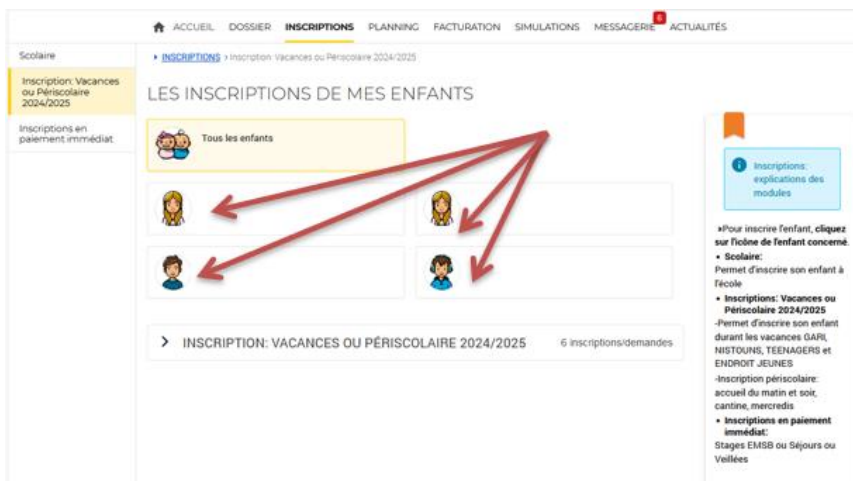 ACCUEIL DOSSIER INSCRIPTIONS PLANNING FACTURATION SIMULATIONS MESSAGERIE 6 ACTUALITÉS
Scolaire
Inscription: Vacances
ou Périscolaire
2024/2025
Inscriptions en
paiement immédiat
INSCRIPTIONS › Inscription: Vacances ou Périscolaire 2024/2025
LES INSCRIPTIONS DE MES ENFANTS
Tous les enfants
INSCRIPTION: VACANCES OU PÉRISCOLAIRE 2024/2025 6 inscriptions/demandes
Inscriptions:
explications des
modules
»Pour inscrire l'enfant, cliquez
sur l'icône de l'enfant concerné.
• Scolaire:
Permet d'inscrire son enfant à
l'école
• Inscriptions: Vacances ou
Périscolaire 2024/2025
-Permet d'inscrire son enfant
durant les vacances GARI,
NISTOUNS, TEENAGERS et
ENDROIT JEUNES
-Inscription périscolaire:
accueil du matin et soir,
cantine, mercredis
• Inscriptions en paiement
immédiat:
Stages EMSB ou Séjours ou
Veillées